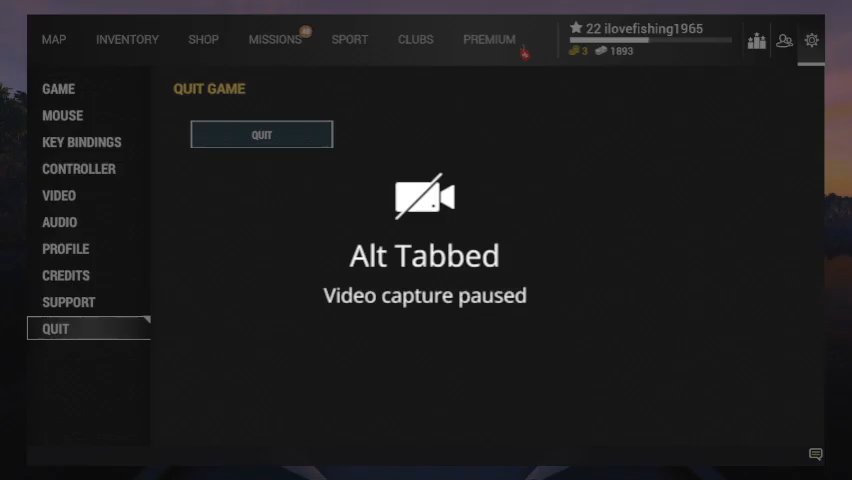 MAP INVENTORY SHOP MISSIONS SPORT CLUBS PREMIUM 22 ilovefishing1965
3 1893
GAME
MOUSE
KEY BINDINGS
CONTROLLER
VIDEO
AUDIO
PROFILE
CREDITS
SUPPORT
QUIT
QUIT GAME
QUIT
Alt Tabbed
Video capture paused